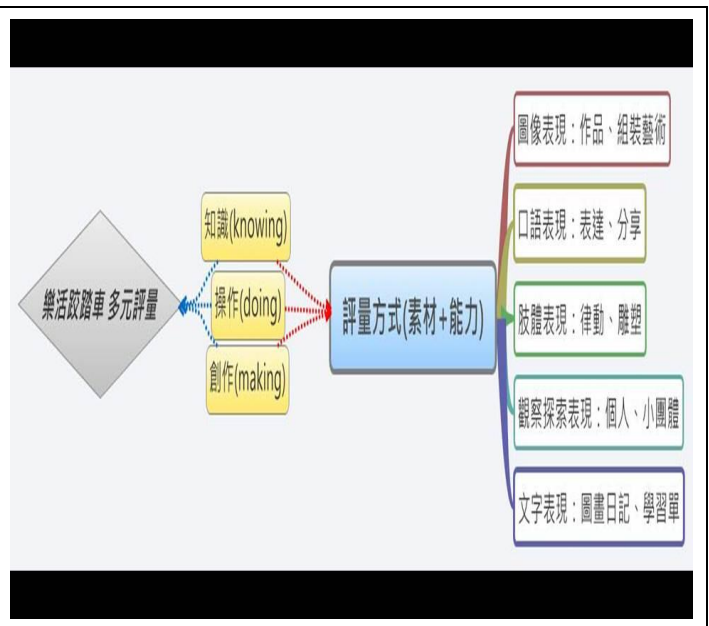 樂活跤踏車 多元評量
知識(knowing)
操作(doing)
創作(making)
評量方式(素材+能力)
圖像表現：作品、組裝藝術
口語表現：表達、分享
肢體表現：律動、雕塑
觀察探索表現：個人、小團體
文字表現：圖畫日記、學習單